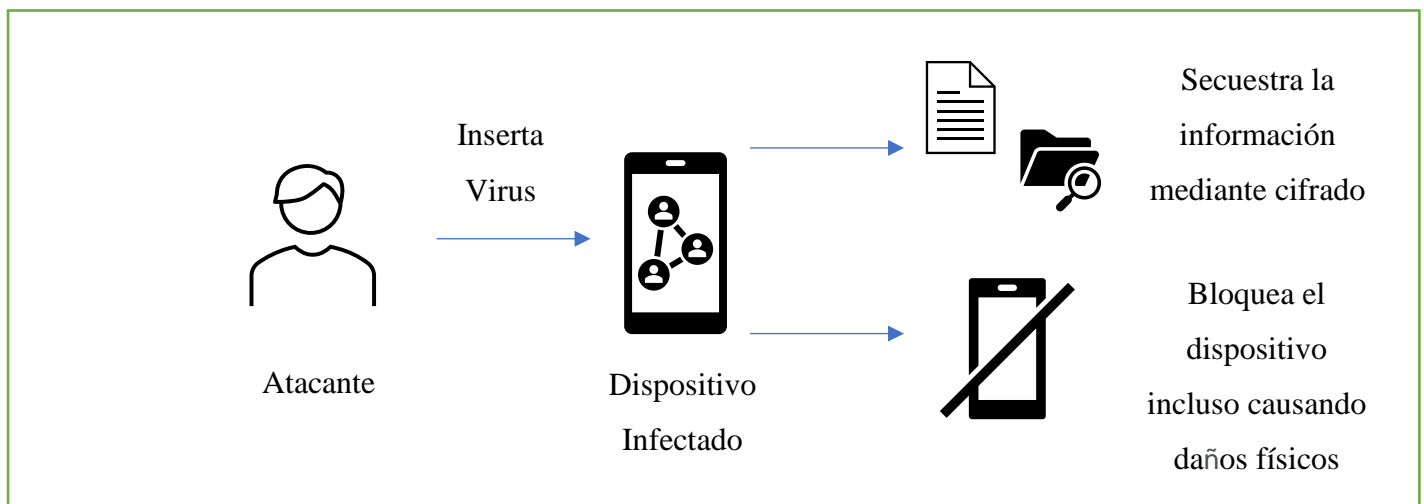 Inserta
Virus
Atacante
Dispositivo
Infectado
Secuestra la
información
mediante cifrado
Bloquea el
dispositivo
incluso causando
daños físicos